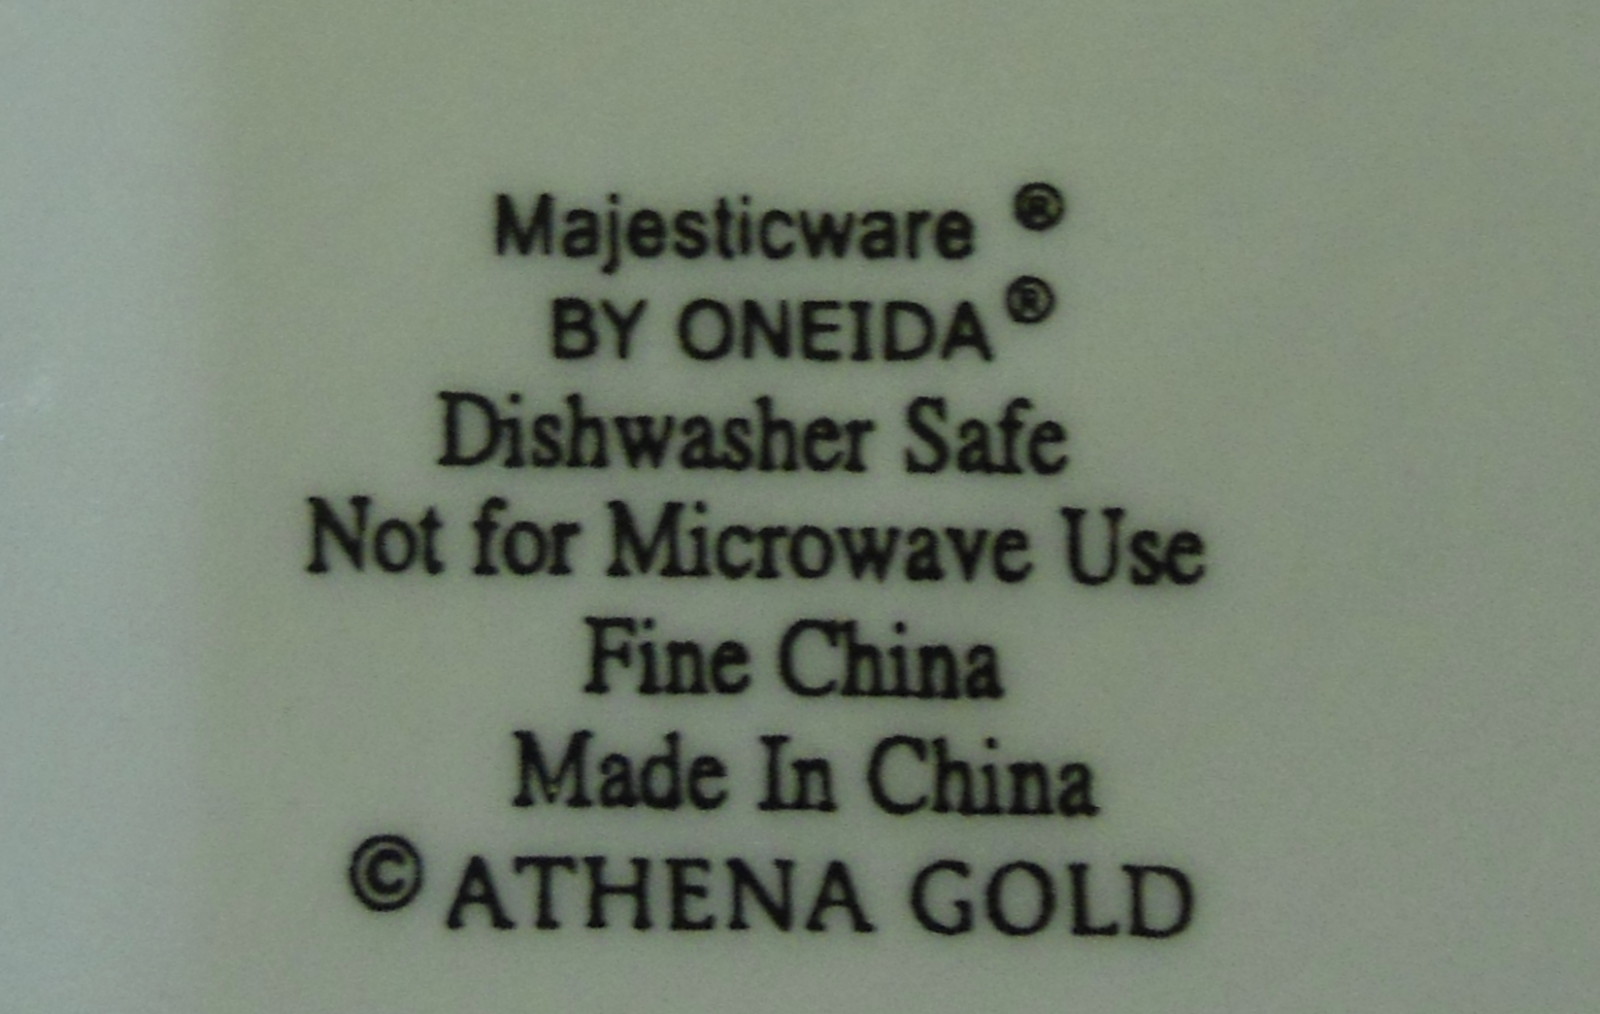 Majesticware ®
BY ONEIDA®
Dishwasher Safe
Not for Microwave Use
Fine China
Made In China
© ATHENA GOLD